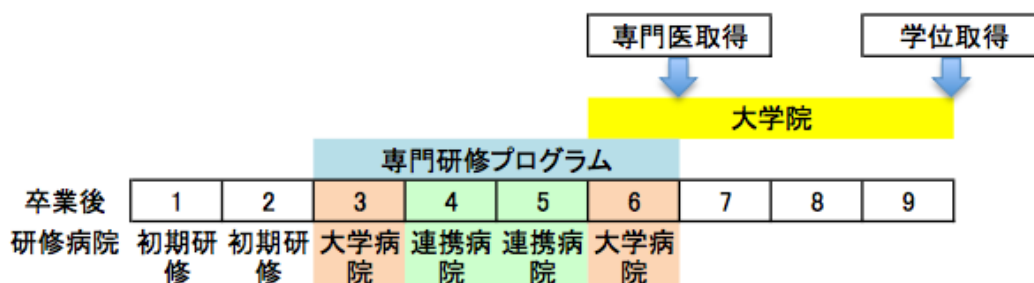 専門医取得 学位取得
大学院
専門研修プログラム
卒業後 1 2 3 4 5 6 7 8 9
研修病院 初期研修 初期研修 大学病院 連携病院 連携病院 大学病院